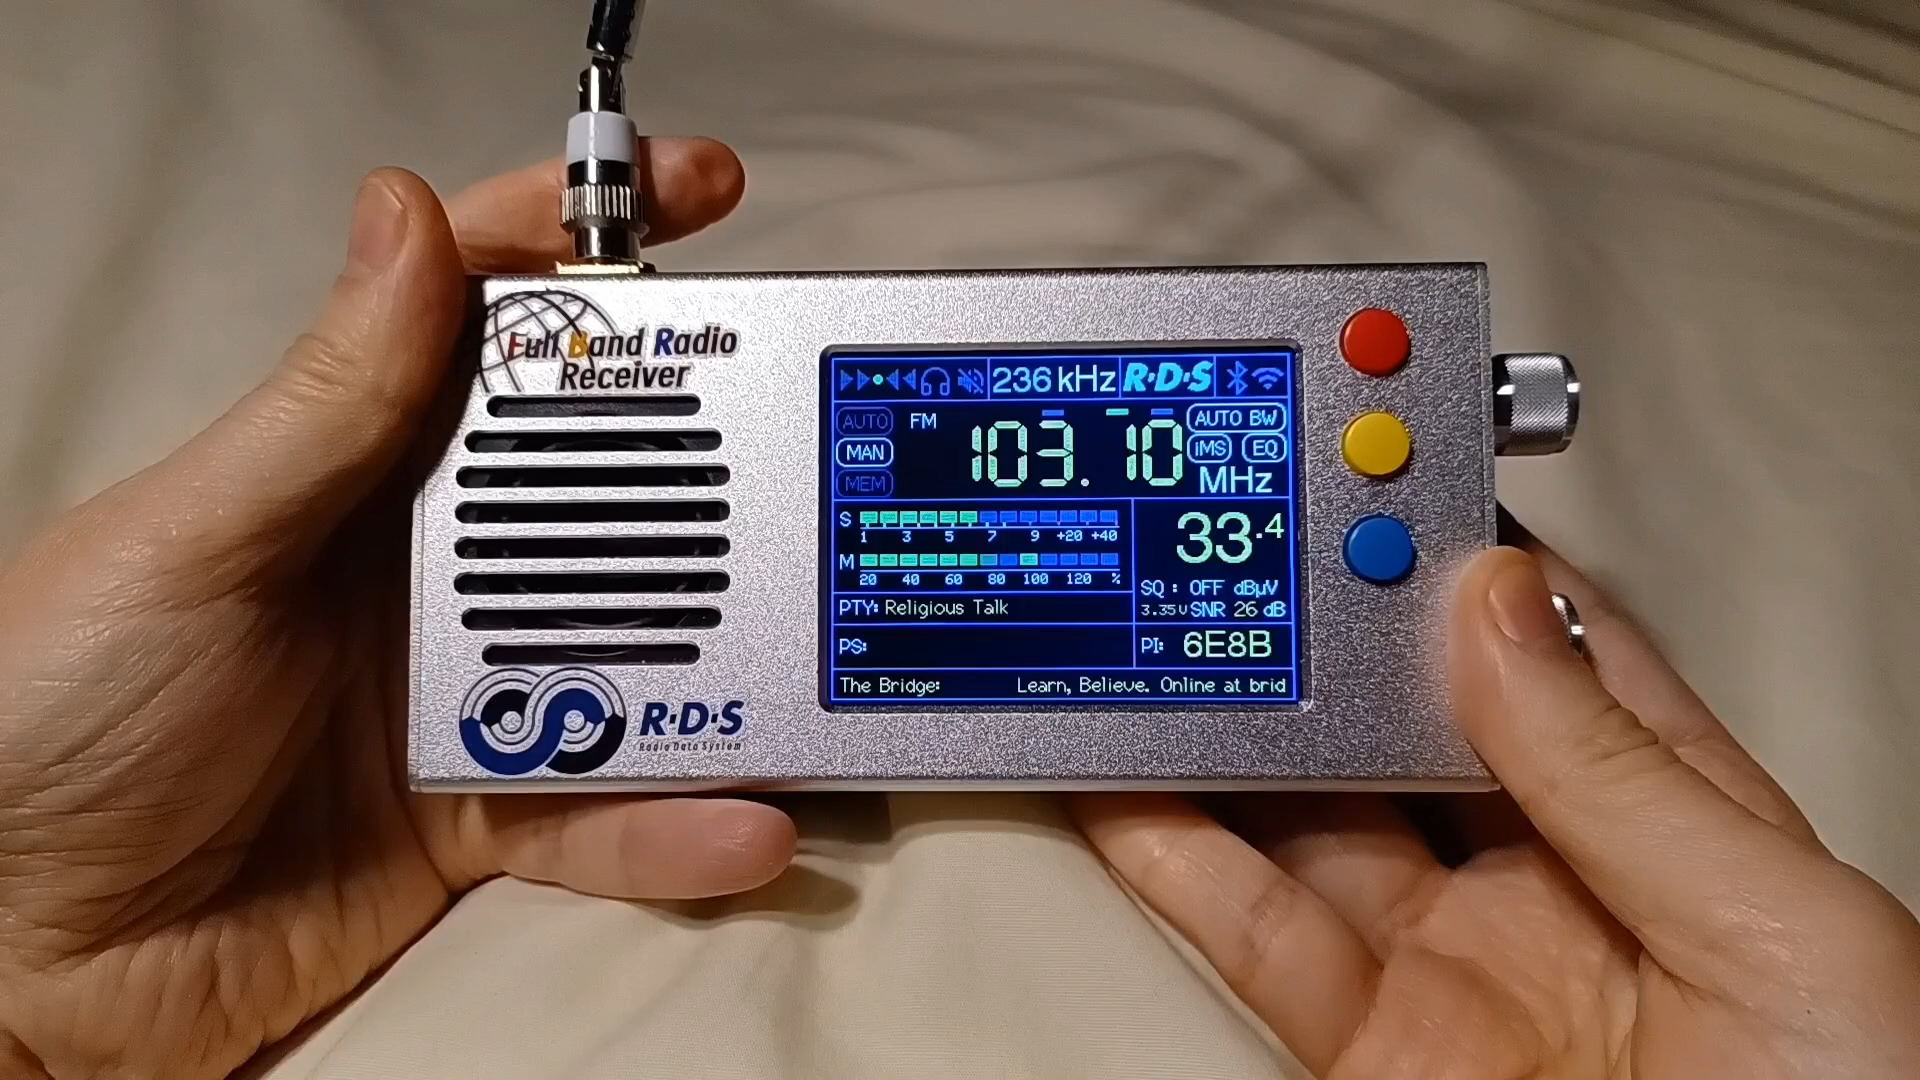 Full Band Radio
Receiver
236 kHz R·D·S
AUTO FM 103.10 AUTO BW
MAN iMS EQ
MEM MHz
S
1 3 5 7 9 +20 +40
33.4
M
20 40 60 80 100 120 %
SQ : OFF dBµV
PTY: Religious Talk
3.35V SNR 26 dB
PS:
PI: 6E8B
The Bridge: Learn, Believe. Online at brid
R·D·S
Radio Data System